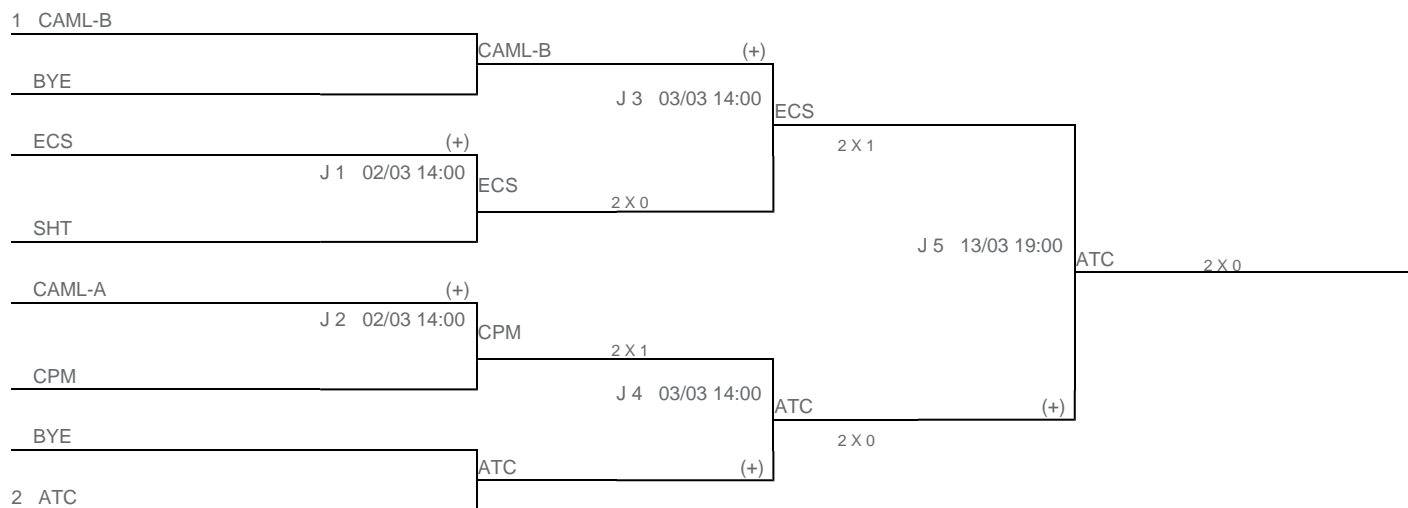 1 CAML-B
CAML-B (+)
BYE
J 3 03/03 14:00
ECS
ECS (+)
2 X 1
J 1 02/03 14:00
ECS
2 X 0
SHT
J 5 13/03 19:00
ATC 2 X 0
CAML-A (+)
J 2 02/03 14:00
CPM
2 X 1
CPM
J 4 03/03 14:00
ATC (+)
BYE
2 X 0
ATC (+)
2 ATC